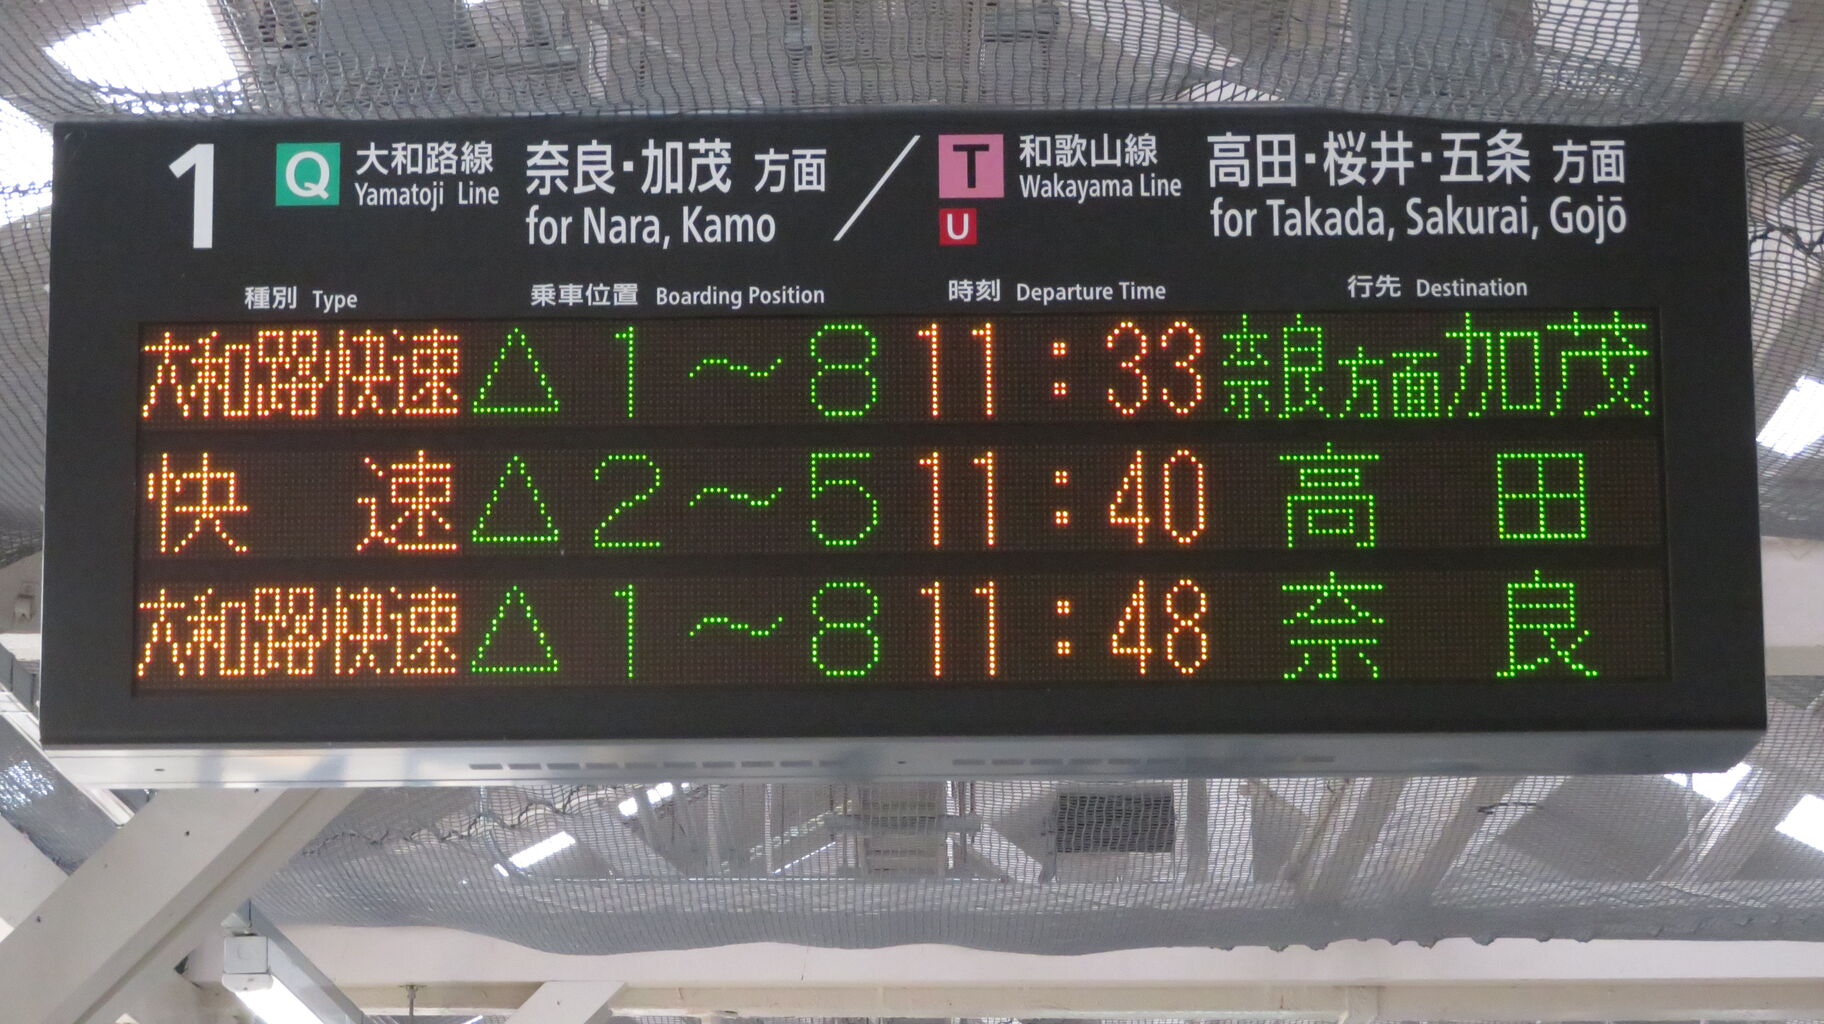 1 Q 大和路線 奈良・加茂 方面 / T 和歌山線 高田・桜井・五条 方面
Yamatoji Line for Nara, Kamo U Wakayama Line for Takada, Sakurai, Gojō
種別 Type 乗車位置 Boarding Position 時刻 Departure Time 行先 Destination
大和路快速 △ 1～8 11:33 奈良方面加茂
快速 △ 2～5 11:40 高田
大和路快速 △ 1～8 11:48 奈良